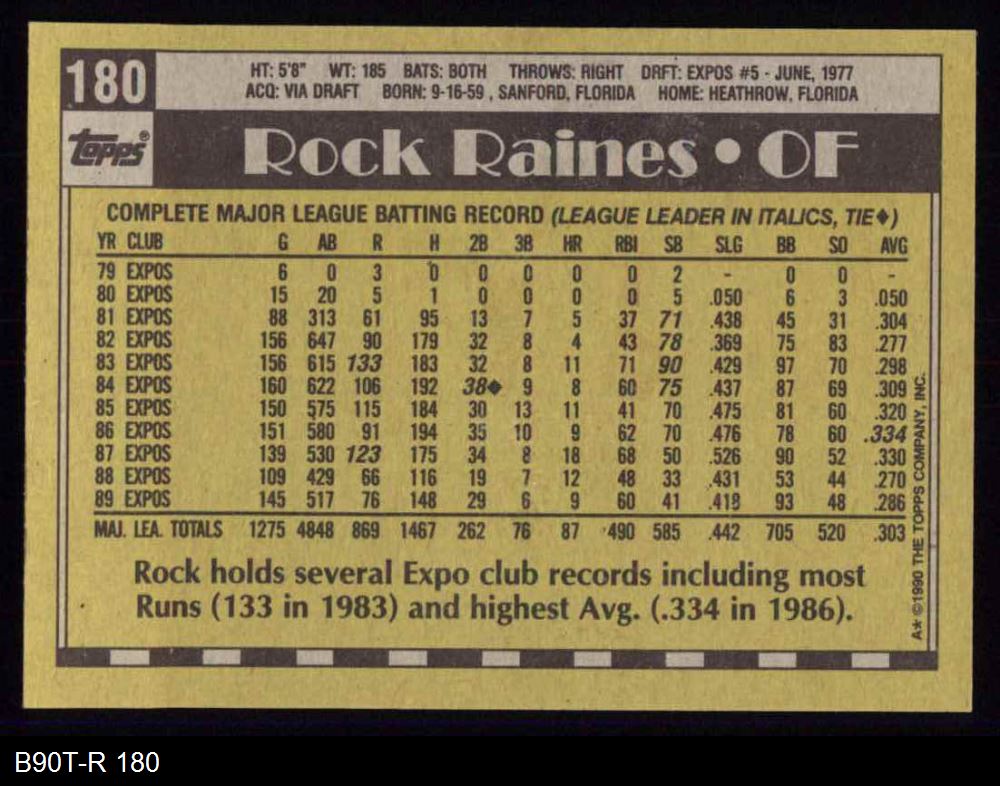 180
HT: 5'8" WT: 185 BATS: BOTH THROWS: RIGHT DRFT: EXPOS #5 - JUNE, 1977
ACQ: VIA DRAFT BORN: 9-16-59 , SANFORD, FLORIDA HOME: HEATHROW, FLORIDA
topps®
Rock Raines • OF
COMPLETE MAJOR LEAGUE BATTING RECORD (LEAGUE LEADER IN ITALICS, TIE♦)
YR CLUB G AB R H 2B 3B HR RBI SB SLG BB SO AVG
79 EXPOS 6 0 3 0 0 0 0 0 2 - 0 0 -
80 EXPOS 15 20 5 1 0 0 0 0 5 .050 6 3 .050
81 EXPOS 88 313 61 95 13 7 5 37 71 .438 45 31 .304
82 EXPOS 156 647 90 179 32 8 4 43 78 .369 75 83 .277
83 EXPOS 156 615 133 183 32 8 11 71 90 .429 97 70 .298
84 EXPOS 160 622 106 192 38♦ 9 8 60 75 .437 87 69 .309
85 EXPOS 150 575 115 184 30 13 11 41 70 .475 81 60 .320
86 EXPOS 151 580 91 194 35 10 9 62 70 .476 78 60 .334
87 EXPOS 139 530 123 175 34 8 18 68 50 .526 90 52 .330
88 EXPOS 109 429 66 116 19 7 12 48 33 .431 53 44 .270
89 EXPOS 145 517 76 148 29 6 9 60 41 .418 93 48 .286
MAJ. LEA. TOTALS 1275 4848 869 1467 262 76 87 490 585 .442 705 520 .303
Rock holds several Expo club records including most
Runs (133 in 1983) and highest Avg. (.334 in 1986).
A* ©1990 THE TOPPS COMPANY, INC.
B90T-R 180